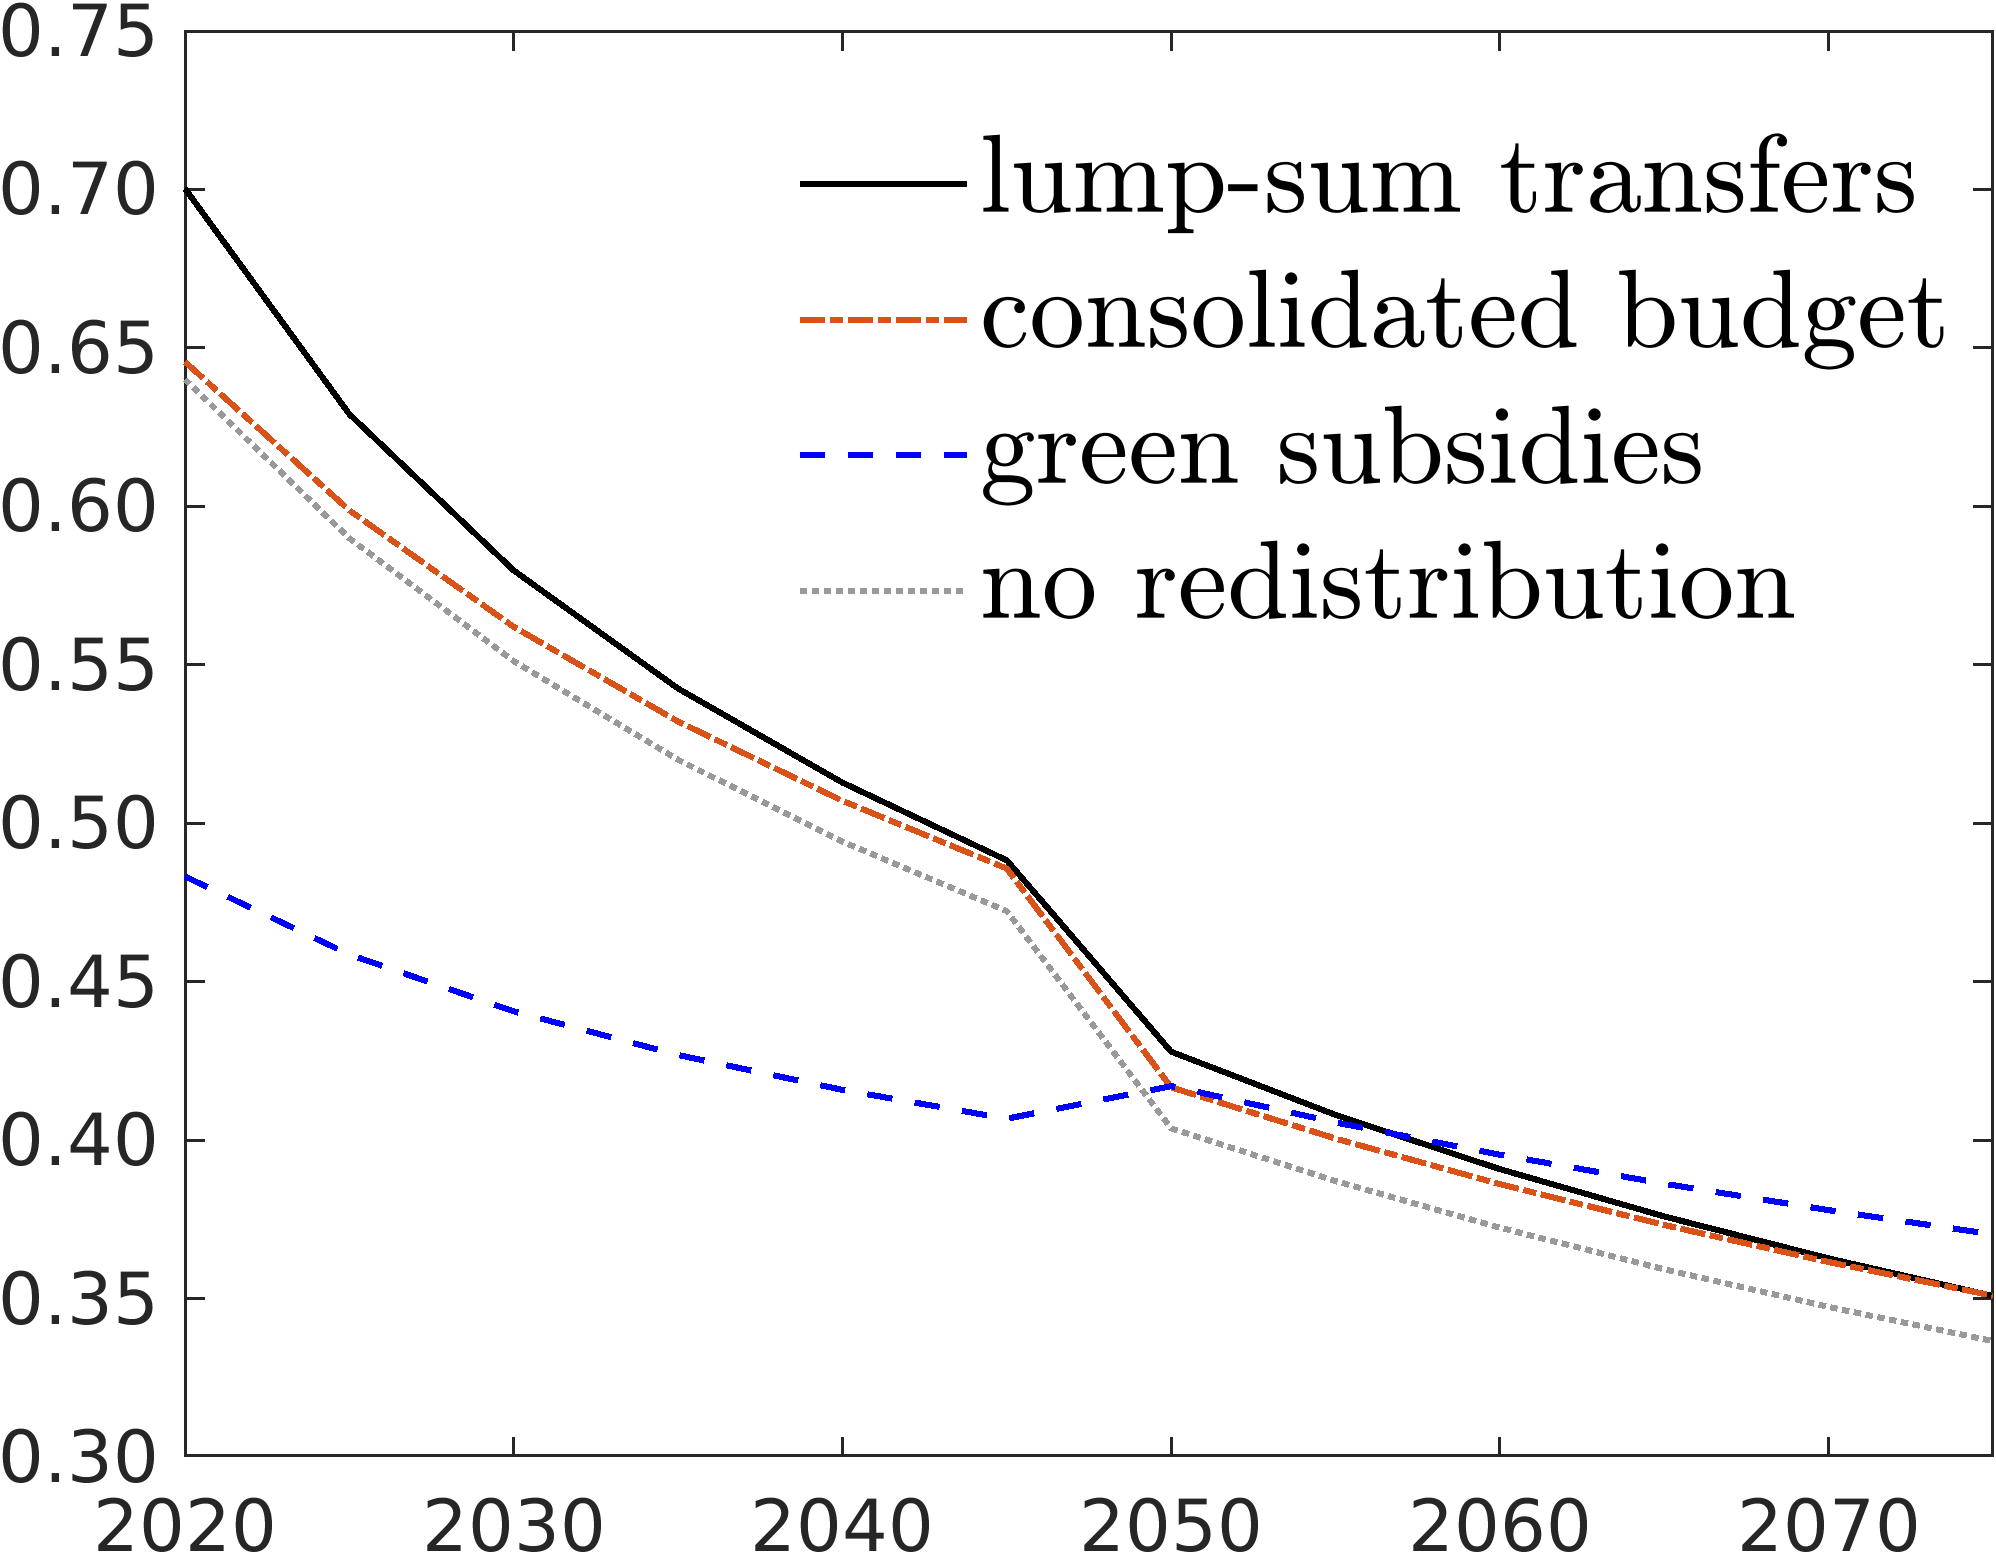 0.75
0.70
0.65
0.60
0.55
0.50
0.45
0.40
0.35
0.30
lump-sum transfers
consolidated budget
green subsidies
no redistribution
2020 2030 2040 2050 2060 2070